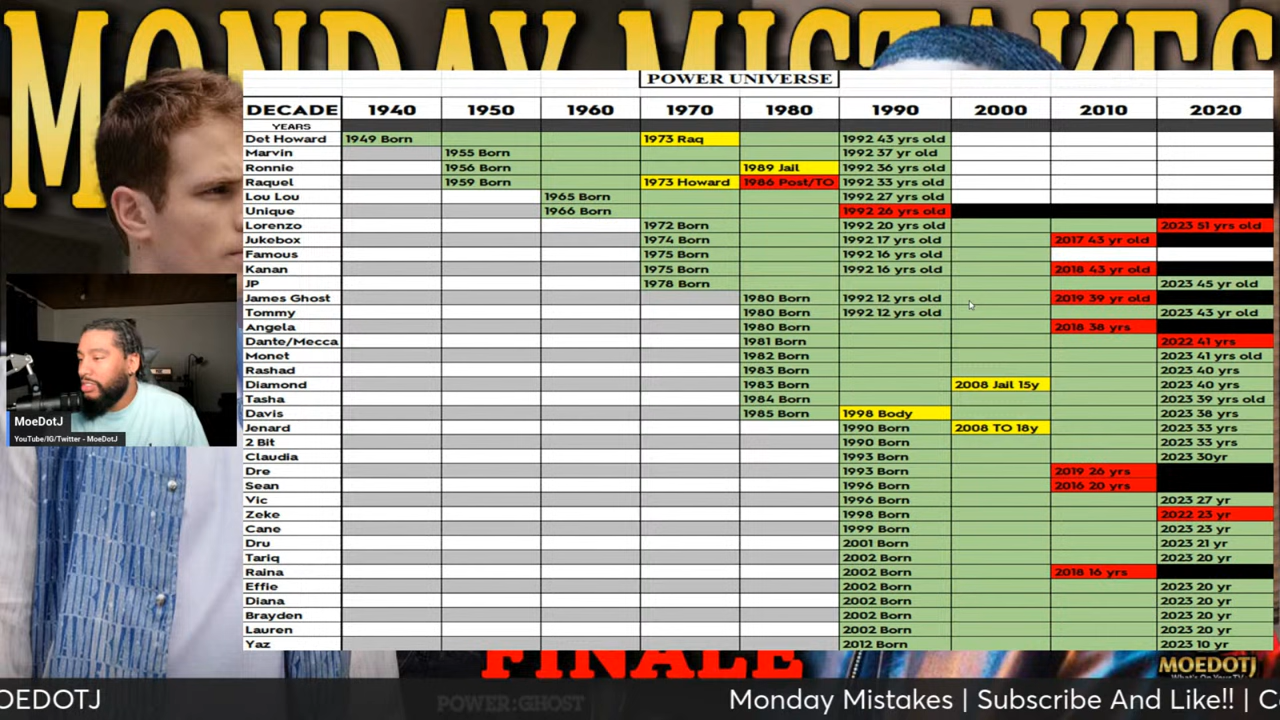 MONDAY MISTAKES
POWER UNIVERSE
DECADE 1940 1950 1960 1970 1980 1990 2000 2010 2020
YEARS
Det Howard 1949 Born 1973 Raq 1992 43 yrs old
Marvin 1955 Born 1992 37 yr old
Ronnie 1956 Born 1989 Jail 1992 36 yrs old
Raquel 1959 Born 1973 Howard 1986 Post/TO 1992 33 yrs old
Lou Lou 1965 Born 1992 27 yrs old
Unique 1966 Born 1992 26 yrs old
Lorenzo 1972 Born 1992 20 yrs old 2023 51 yrs old
Jukebox 1974 Born 1992 17 yrs old 2017 43 yr old
Famous 1975 Born 1992 16 yrs old
Kanan 1975 Born 1992 16 yrs old 2018 43 yr old
JP 1978 Born 2023 45 yr old
James Ghost 1980 Born 1992 12 yrs old 2019 39 yr old
Tommy 1980 Born 1992 12 yrs old 2023 43 yr old
Angela 1980 Born 2018 38 yrs
Dante/Mecca 1981 Born 2022 41 yrs
Monet 1982 Born 2023 41 yrs old
Rashad 1983 Born 2023 40 yrs
Diamond 1983 Born 2008 Jail 15y 2023 40 yrs
Tasha 1984 Born 2023 39 yrs old
Davis 1985 Born 1998 Body 2023 38 yrs
Jenard 1990 Born 2008 TO 18y 2023 33 yrs
2 Bit 1990 Born 2023 33 yrs
Claudia 1993 Born 2023 30yr
Dre 1993 Born 2019 26 yrs
Sean 1996 Born 2016 20 yrs
Vic 1996 Born 2023 27 yr
Zeke 1998 Born 2022 23 yr
Cane 1999 Born 2023 23 yr
Dru 2001 Born 2023 21 yr
Tariq 2002 Born 2023 20 yr
Raina 2002 Born 2018 16 yrs
Effie 2002 Born 2023 20 yr
Diana 2002 Born 2023 20 yr
Brayden 2002 Born 2023 20 yr
Lauren 2002 Born 2023 20 yr
Yaz 2012 Born 2023 10 yr
MoeDotJ
YouTube/IG/Twitter - MoeDotJ
FINALE
MOEDOTJ
What's On Your TV
POWER:GHOST
OEDOTJ Monday Mistakes | Subscribe And Like!! | C